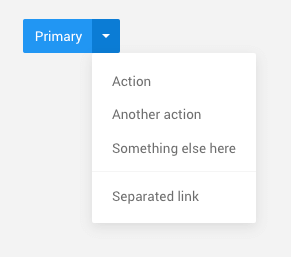 Primary
Action
Another action
Something else here
Separated link